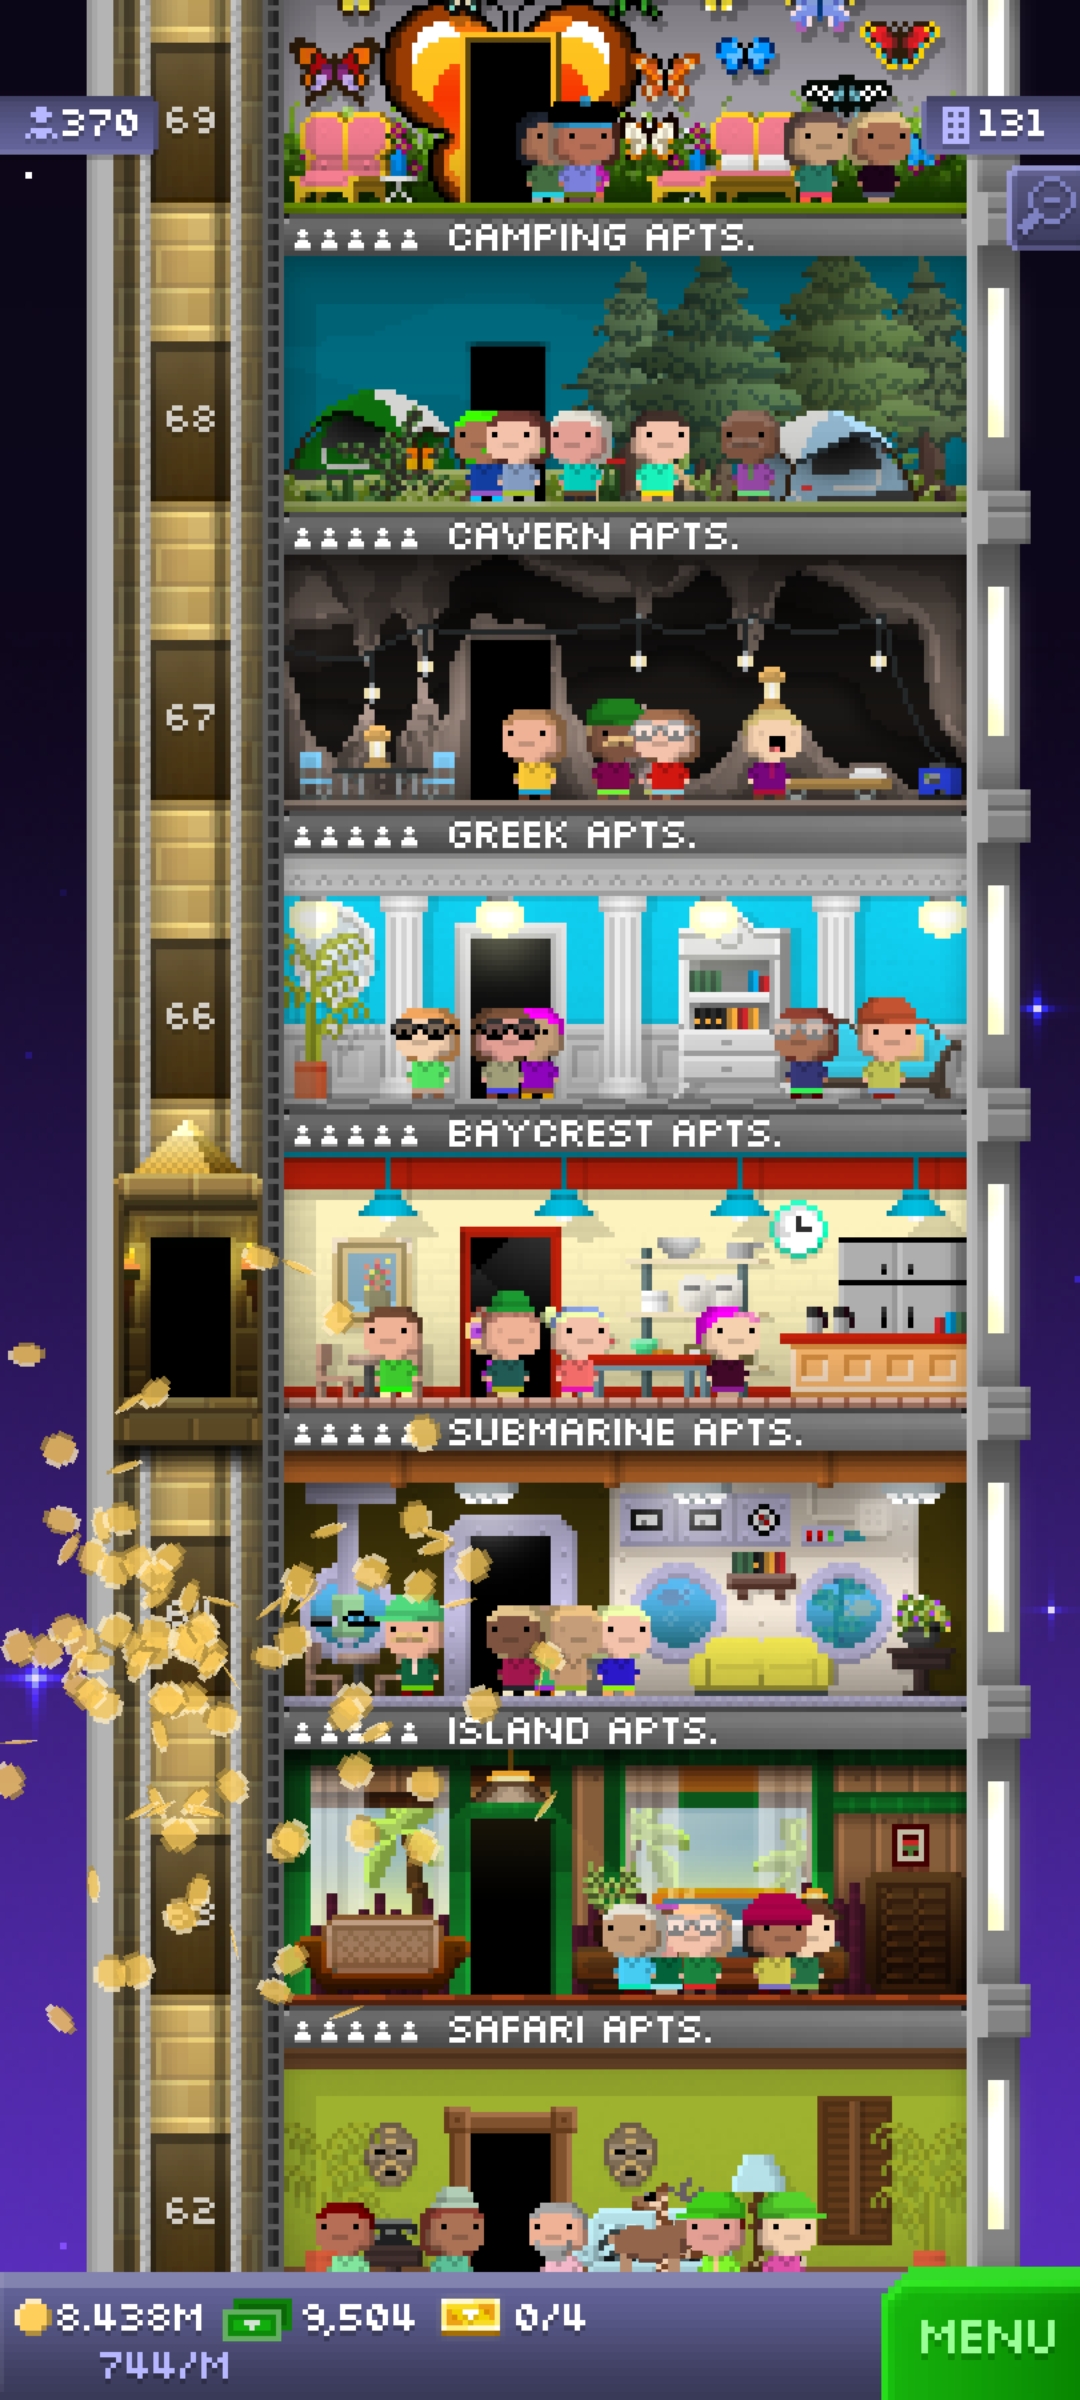 69
370
131
CAMPING APTS.
68
CAVERN APTS.
67
GREEK APTS.
66
BAYCREST APTS.
SUBMARINE APTS.
ISLAND APTS.
SAFARI APTS.
62
8.438M 9,504 0/4
744/M
MENU